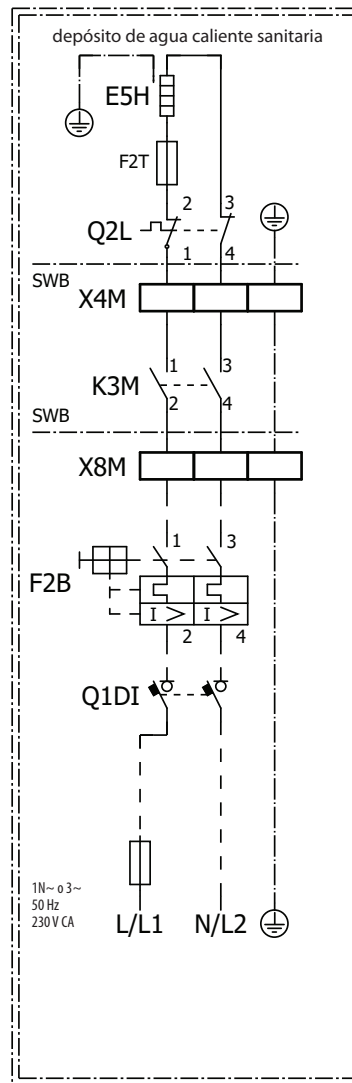 depósito de agua caliente sanitaria
E5H
F2T
2 3
Q2L
1 4
SWB
X4M
1 3
K3M
2 4
SWB
X8M
1 3
F2B
I > I >
2 4
Q1DI
1N~ o 3~
50 Hz
230 V CA
L/L1 N/L2